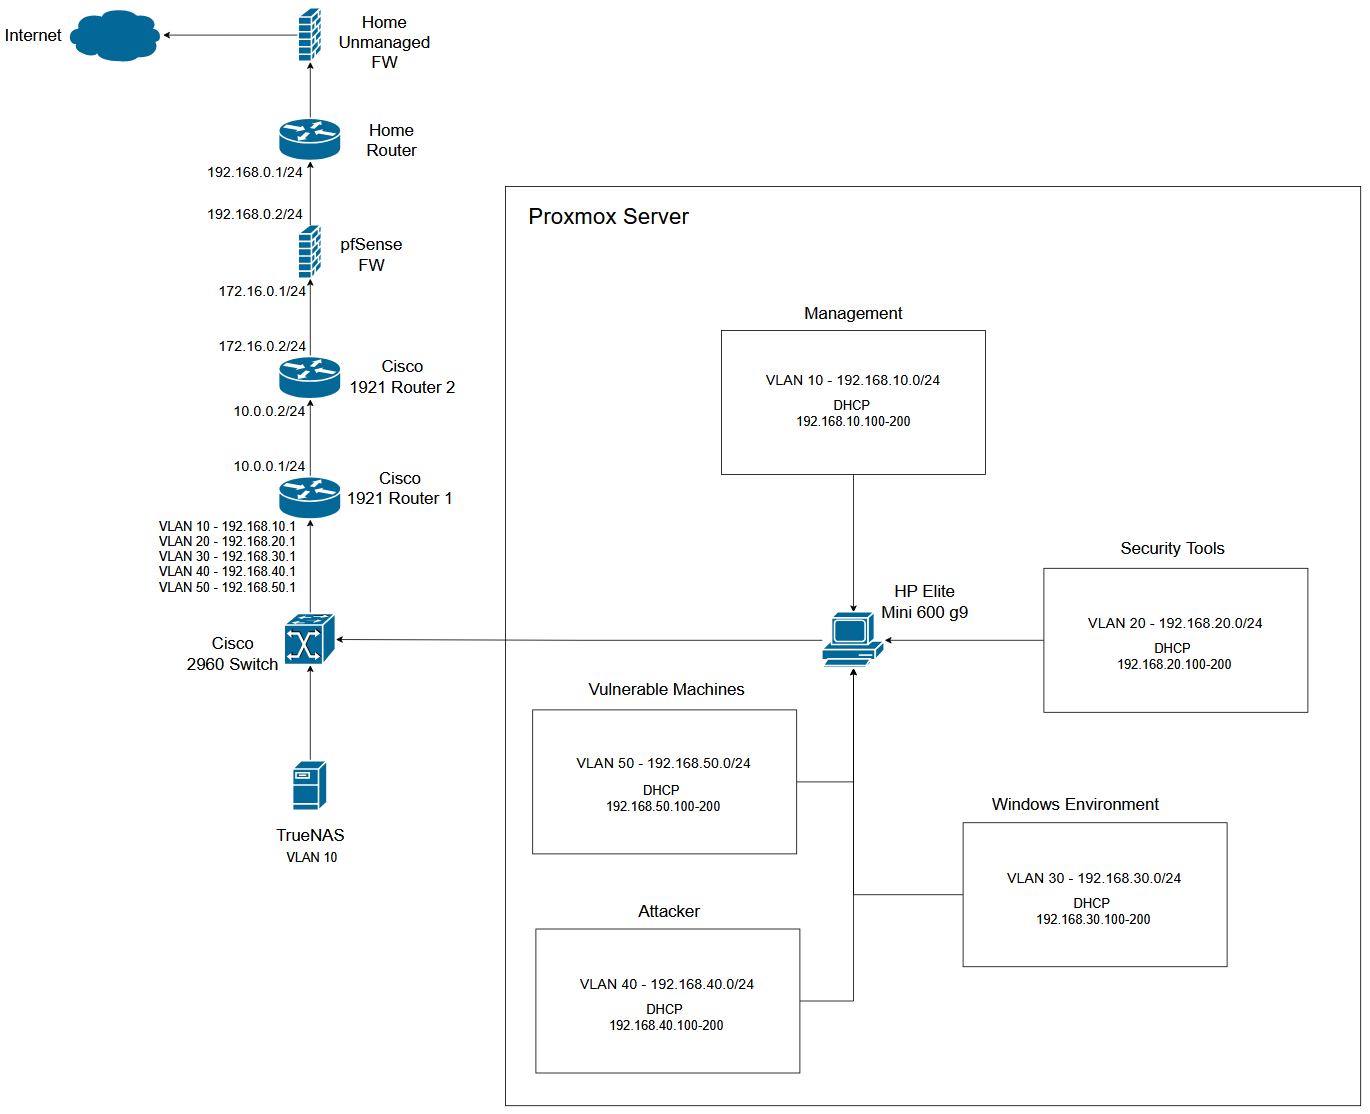 Internet
Home
Unmanaged
FW
Home
Router
192.168.0.1/24
192.168.0.2/24
pfSense
FW
172.16.0.1/24
172.16.0.2/24
Cisco
1921 Router 2
10.0.0.2/24
10.0.0.1/24
Cisco
1921 Router 1
VLAN 10 - 192.168.10.1
VLAN 20 - 192.168.20.1
VLAN 30 - 192.168.30.1
VLAN 40 - 192.168.40.1
VLAN 50 - 192.168.50.1
Cisco
2960 Switch
TrueNAS
VLAN 10
Proxmox Server
Management
VLAN 10 - 192.168.10.0/24
DHCP
192.168.10.100-200
Security Tools
VLAN 20 - 192.168.20.0/24
DHCP
192.168.20.100-200
HP Elite
Mini 600 g9
Vulnerable Machines
VLAN 50 - 192.168.50.0/24
DHCP
192.168.50.100-200
Windows Environment
VLAN 30 - 192.168.30.0/24
DHCP
192.168.30.100-200
Attacker
VLAN 40 - 192.168.40.0/24
DHCP
192.168.40.100-200